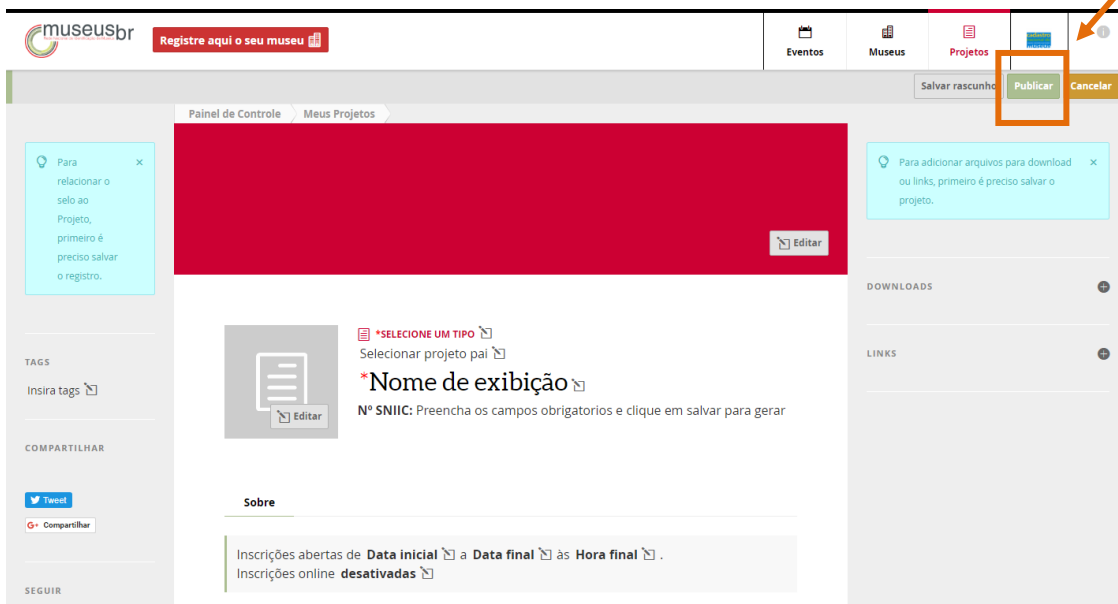 museusbr
Registre aqui o seu museu
Eventos
Museus
Projetos
Salvar rascunho
Publicar
Cancelar
Painel de Controle
Meus Projetos
Para
relacionar o
selo ao
Projeto,
primeiro é
preciso salvar
o registro.
Editar
Para adicionar arquivos para download
ou links, primeiro é preciso salvar o
projeto.
DOWNLOADS
LINKS
TAGS
Insira tags
*SELECIONE UM TIPO
Selecionar projeto pai
*Nome de exibição
Nº SNIIC: Preencha os campos obrigatorios e clique em salvar para gerar
Editar
COMPARTILHAR
Tweet
G+ Compartilhar
Sobre
Inscrições abertas de Data inicial a Data final às Hora final .
Inscrições online desativadas
SEGUIR